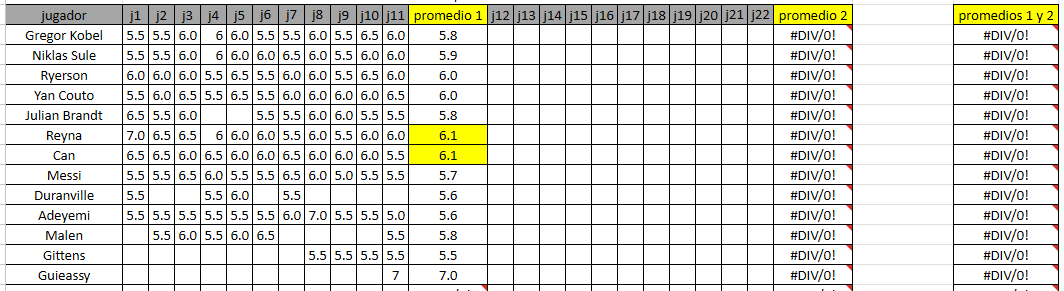 jugador j1 j2 j3 j4 j5 j6 j7 j8 j9 j10 j11 promedio 1 j12 j13 j14 j15 j16 j17 j18 j19 j20 j21 j22 promedio 2 promedios 1 y 2
Gregor Kobel 5.5 5.5 6.0 6 6.0 5.5 5.5 6.0 5.5 6.5 6.0 5.8 #DIV/0! #DIV/0!
Niklas Sule 5.5 5.5 6.0 6 6.0 6.0 6.5 6.0 5.5 6.0 6.0 5.9 #DIV/0! #DIV/0!
Ryerson 6.0 6.0 6.0 5.5 6.5 5.5 6.0 6.0 5.5 6.5 6.0 6.0 #DIV/0! #DIV/0!
Yan Couto 5.5 6.0 6.5 5.5 6.5 5.5 6.0 6.0 6.0 6.0 6.5 6.0 #DIV/0! #DIV/0!
Julian Brandt 6.5 5.5 6.0 5.5 5.5 6.0 6.0 5.5 5.5 5.8 #DIV/0! #DIV/0!
Reyna 7.0 6.5 6.5 6 6.0 6.0 5.5 6.0 5.5 6.0 6.0 6.1 #DIV/0! #DIV/0!
Can 6.5 6.5 6.0 6.5 6.0 6.0 6.5 6.0 6.0 6.0 5.5 6.1 #DIV/0! #DIV/0!
Messi 5.5 5.5 6.5 6.0 5.5 5.5 6.5 6.0 5.0 5.5 5.5 5.7 #DIV/0! #DIV/0!
Duranville 5.5 5.5 6.0 5.5 5.6 #DIV/0! #DIV/0!
Adeyemi 5.5 5.5 5.5 5.5 5.5 5.5 6.0 7.0 5.5 5.5 5.0 5.6 #DIV/0! #DIV/0!
Malen 5.5 6.0 5.5 6.0 6.5 5.5 5.8 #DIV/0! #DIV/0!
Gittens 5.5 5.5 5.5 5.5 5.5 #DIV/0! #DIV/0!
Guieassy 7 7.0 #DIV/0! #DIV/0!